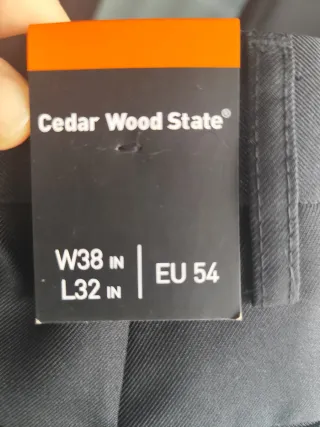 Cedar Wood State®
W38 IN
L32 IN
EU 54